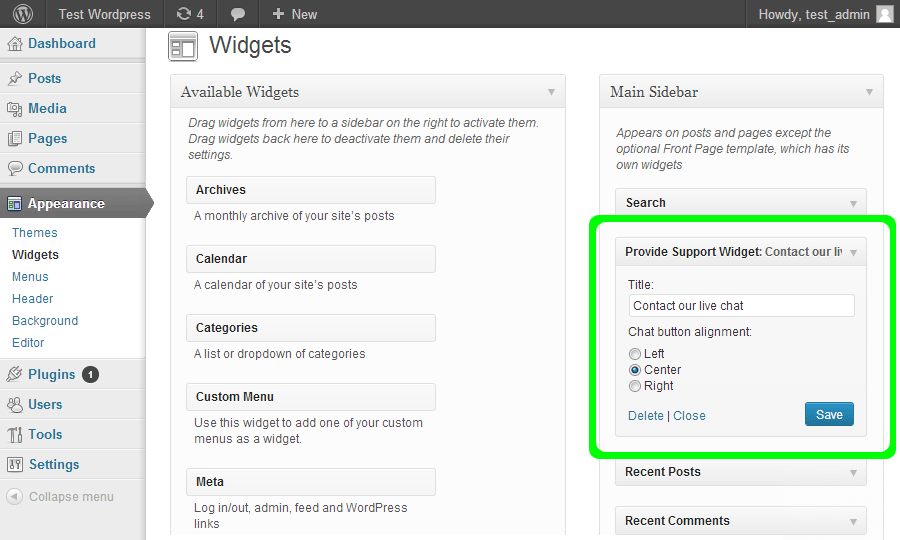 Test Wordpress 4 + New Howdy, test_admin
Dashboard
Posts
Media
Pages
Comments
Appearance
Themes
Widgets
Menus
Header
Background
Editor
Plugins 1
Users
Tools
Settings
Collapse menu
Widgets
Available Widgets
Drag widgets from here to a sidebar on the right to activate them.
Drag widgets back here to deactivate them and delete their
settings.
Archives
A monthly archive of your site's posts
Calendar
A calendar of your site's posts
Categories
A list or dropdown of categories
Custom Menu
Use this widget to add one of your custom
menus as a widget.
Meta
Log in/out, admin, feed and WordPress
links
Main Sidebar
Appears on posts and pages except the
optional Front Page template, which has its
own widgets
Search
Provide Support Widget: Contact our li
Title:
Contact our live chat
Chat button alignment:
Left
Center
Right
Delete | Close Save
Recent Posts
Recent Comments